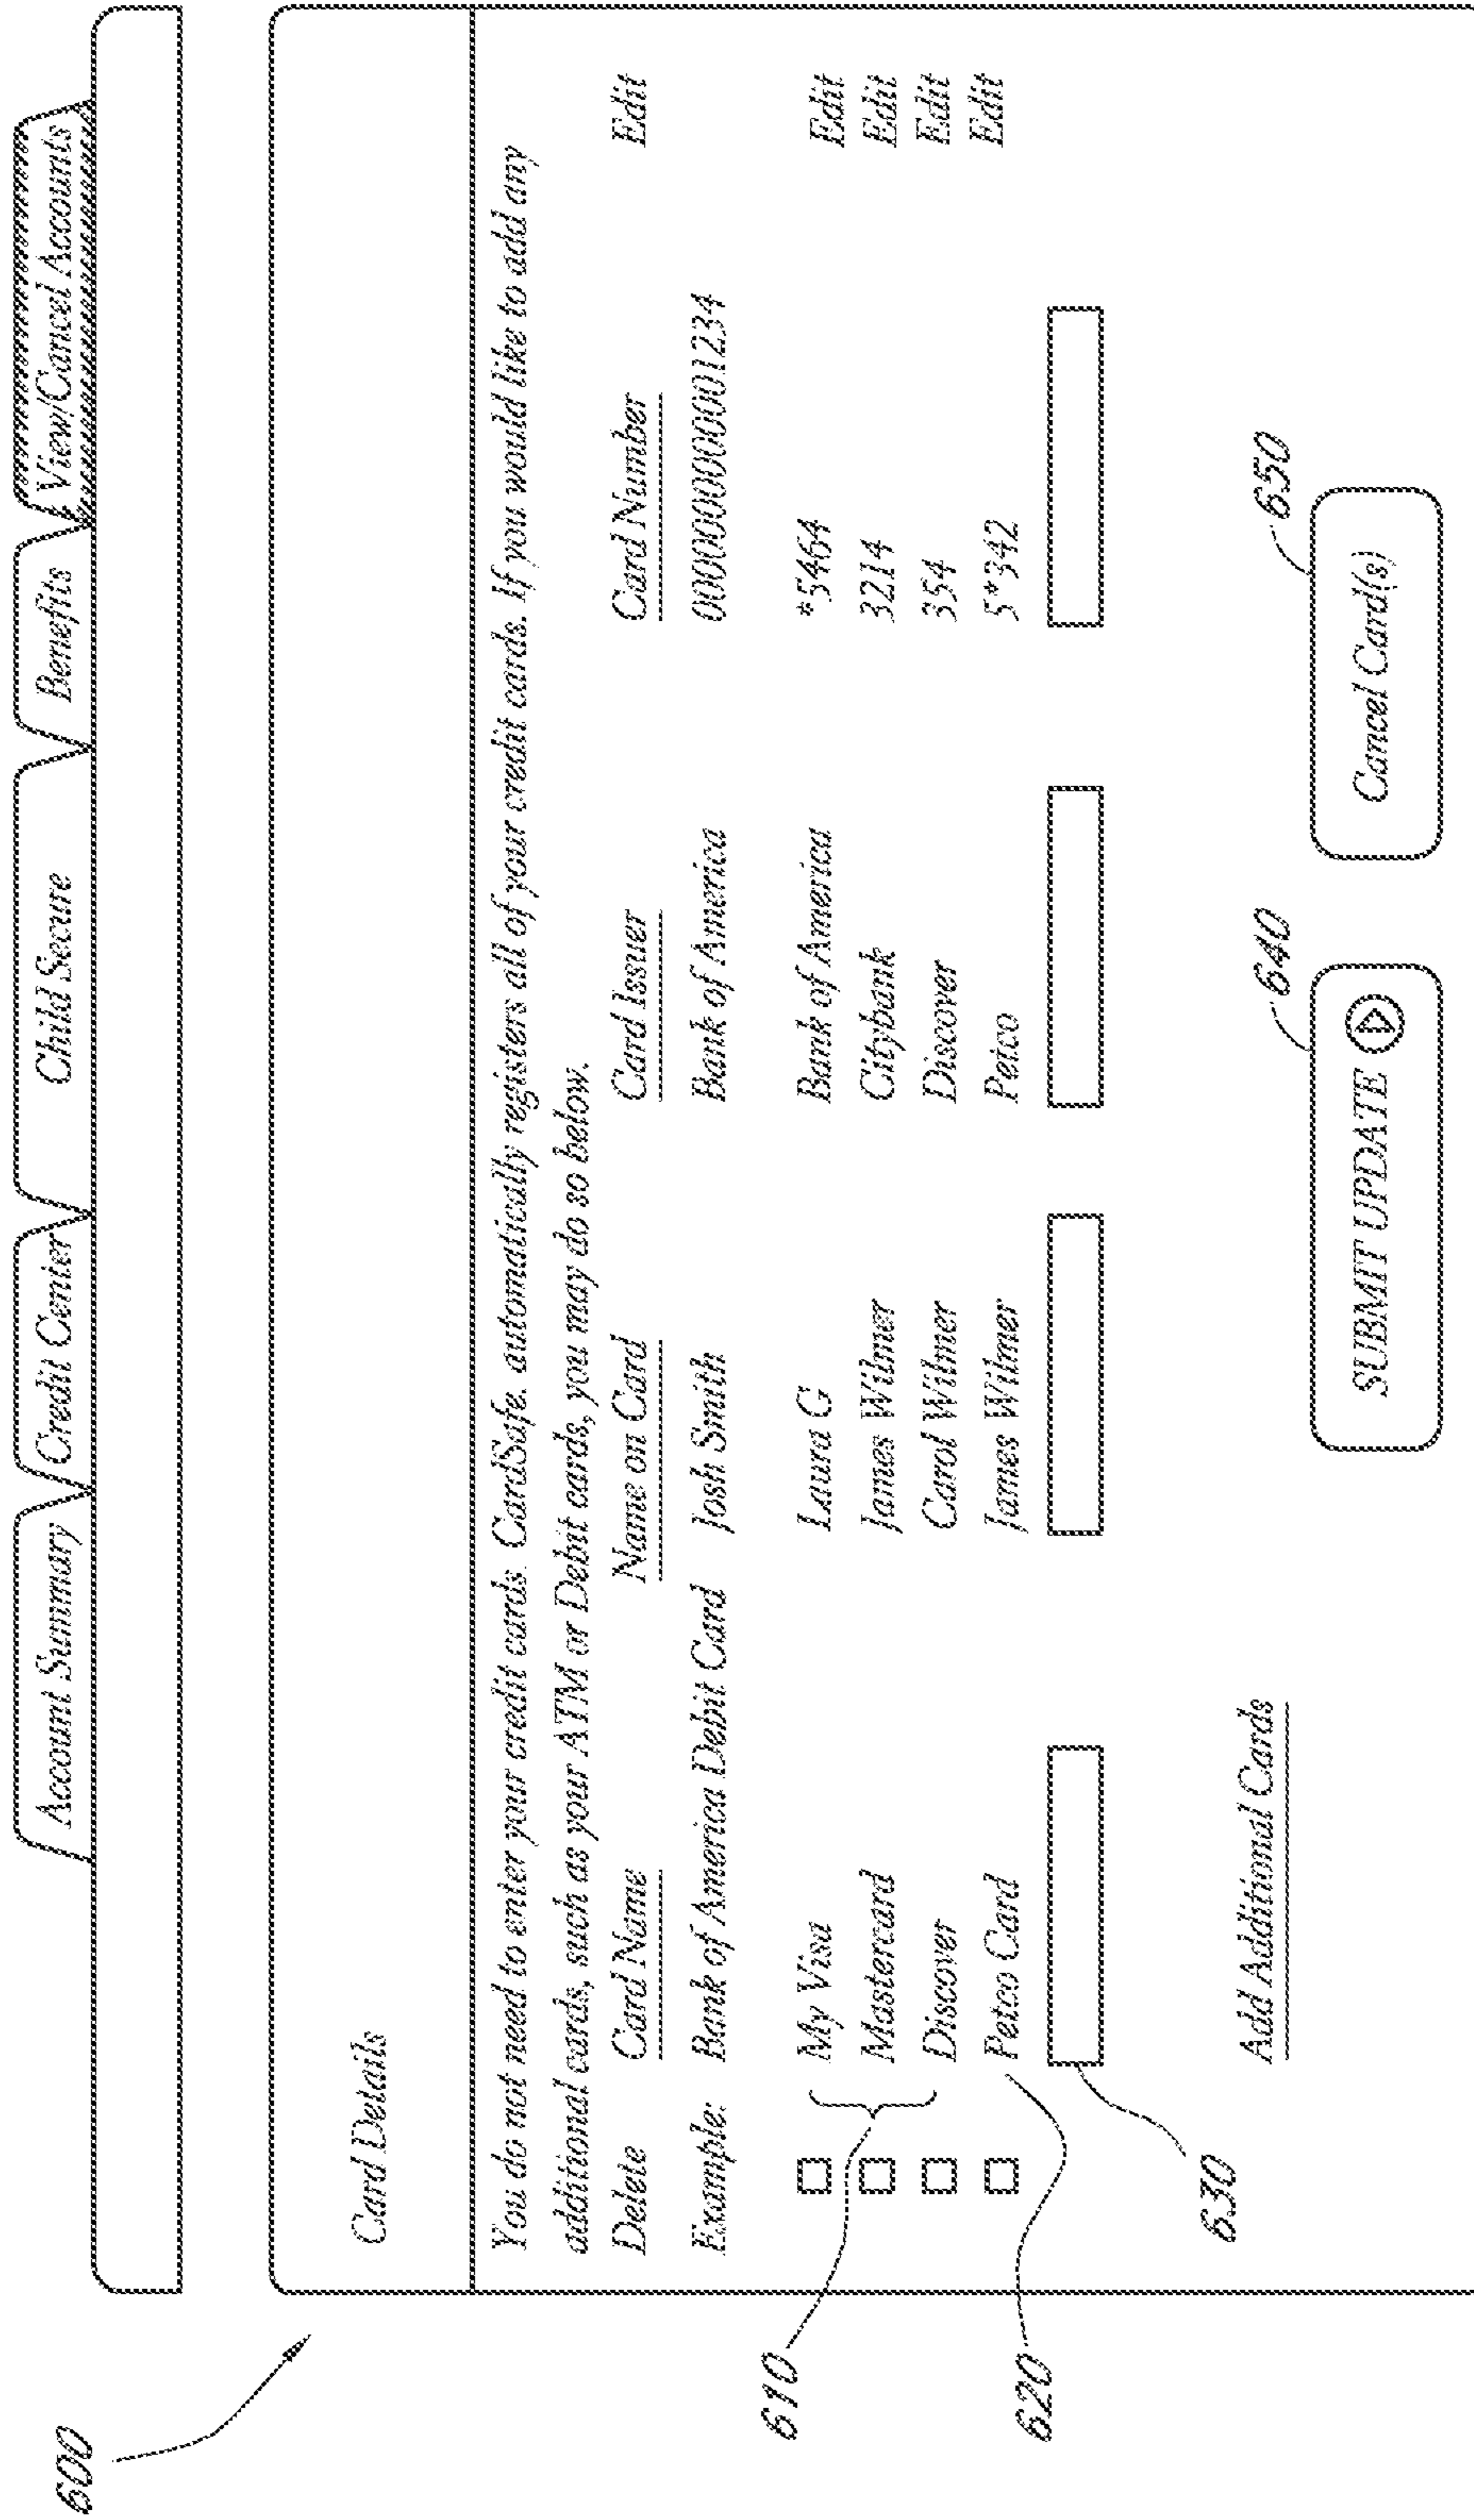 600
Account Summary Credit Center Child Secure Benefits View/Cancel Accounts
Card Details
You do not need to enter your credit cards. CardSafe. automatically registers all of your credit cards. If you would like to add any
additional cards, such as your ATM or Debit cards, you may do so below.
Delete Card Name Name on Card Card Issuer Card Number Edit
Example: Bank of America Debit Card Josh Smith Bank of America 0000000000001234
610
My Visa Laura G Bank of America *5464 Edit
Mastercard James Wilmer Citybank 3214 Edit
Discover Carol Wilmer Discover 354 Edit
620
Petco Card James Wilmer Petco 5*342 Edit
630
Add Additional Cards
640 650
SUBMIT UPDATE Cancel Card(s)